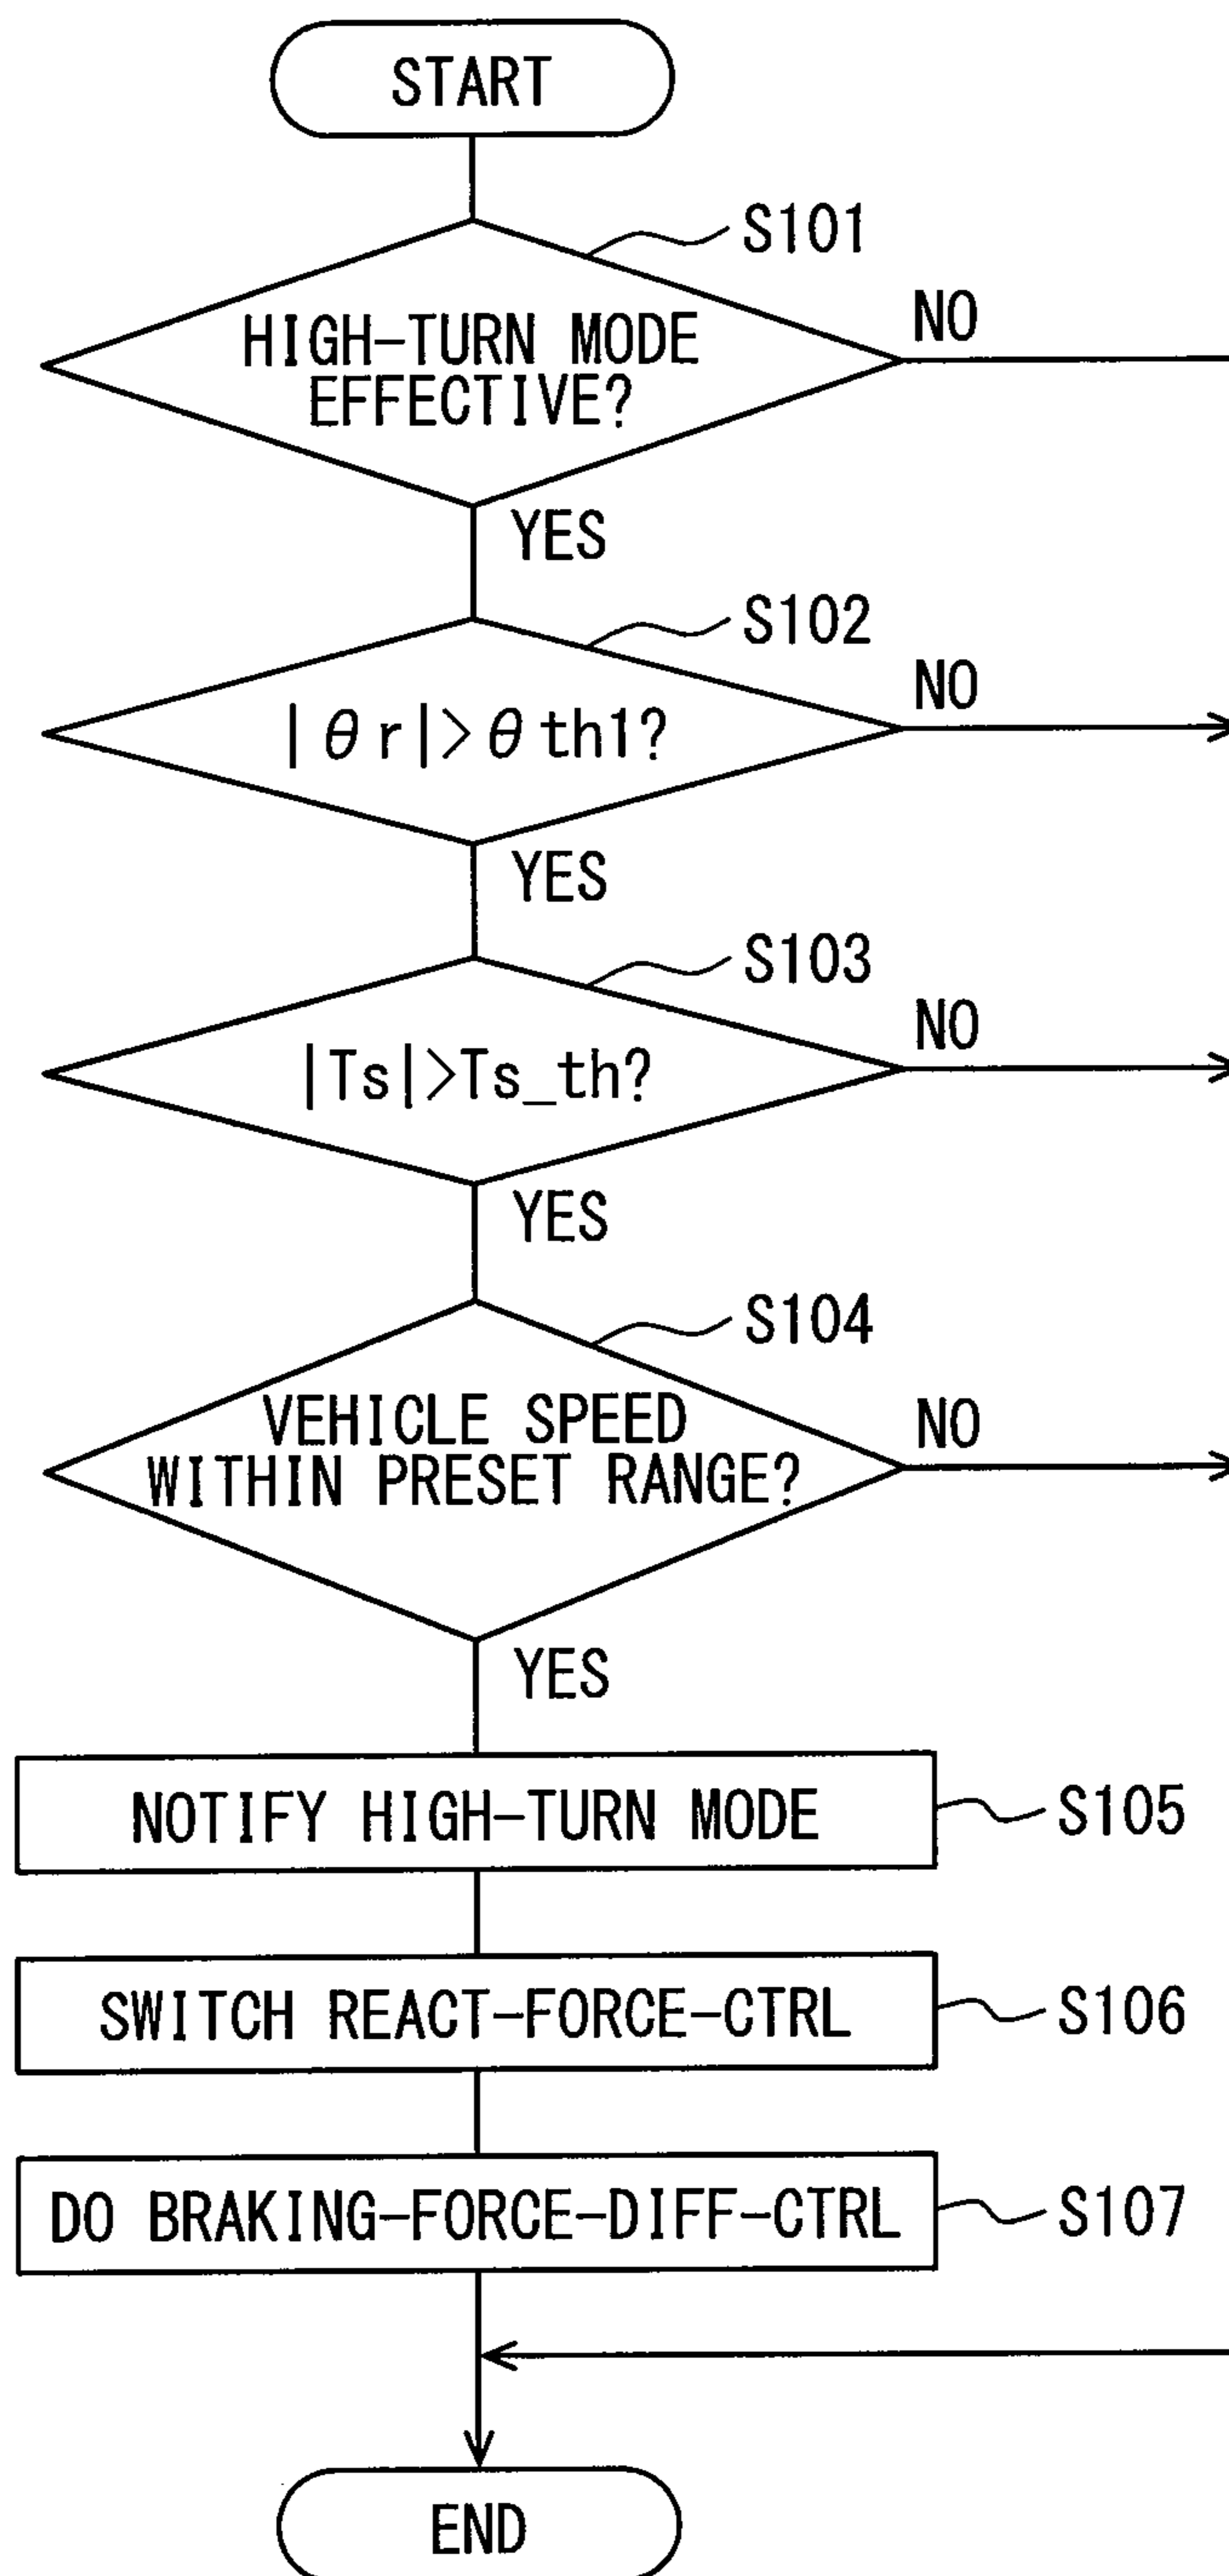 START
S101
HIGH-TURN MODE
EFFECTIVE?
NO
YES
S102
|θr|>θth1?
NO
YES
S103
|Ts|>Ts_th?
NO
YES
S104
VEHICLE SPEED
WITHIN PRESET RANGE?
NO
YES
NOTIFY HIGH-TURN MODE
S105
SWITCH REACT-FORCE-CTRL
S106
DO BRAKING-FORCE-DIFF-CTRL
S107
END